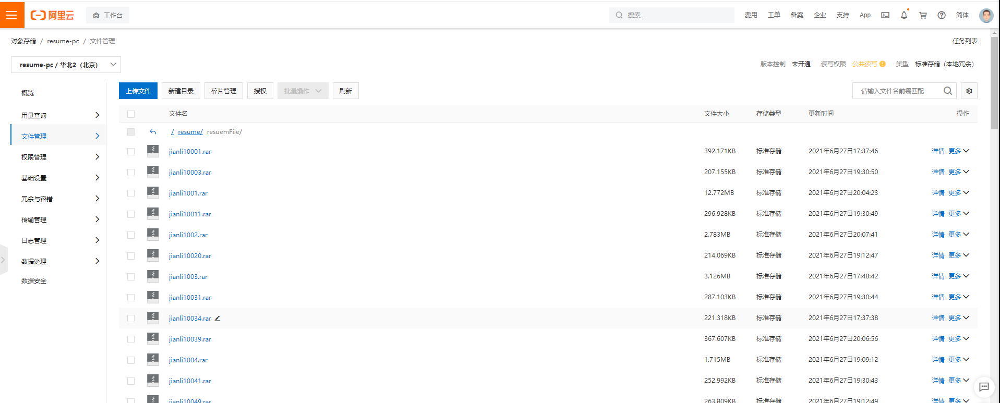 阿里云 工作台 搜索... 费用 工单 备案 企业 支持 App 简体
对象存储 / resume-pc / 文件管理 任务列表
resume-pc / 华北2（北京） 版本控制 未开通 读写权限 公共读写 类型 标准存储（本地冗余）
上传文件 新建目录 碎片管理 授权 批量操作 刷新 请输入文件名前缀匹配
概览
用量查询
文件管理
权限管理
基础设置
冗余与容错
传输管理
日志管理
数据处理
数据安全
文件名 文件大小 存储类型 更新时间 操作
/ resume/ resuemFile/
jianli10001.rar 392.171KB 标准存储 2021年6月27日17:37:46 详情 更多
jianli10003.rar 207.155KB 标准存储 2021年6月27日19:30:50 详情 更多
jianli1001.rar 12.772MB 标准存储 2021年6月27日20:04:23 详情 更多
jianli10011.rar 296.928KB 标准存储 2021年6月27日19:30:49 详情 更多
jianli1002.rar 2.783MB 标准存储 2021年6月27日20:07:41 详情 更多
jianli10020.rar 214.069KB 标准存储 2021年6月27日19:12:47 详情 更多
jianli1003.rar 3.126MB 标准存储 2021年6月27日17:48:42 详情 更多
jianli10031.rar 287.103KB 标准存储 2021年6月27日19:30:44 详情 更多
jianli10034.rar 221.318KB 标准存储 2021年6月27日17:37:38 详情 更多
jianli10039.rar 367.607KB 标准存储 2021年6月27日20:06:56 详情 更多
jianli1004.rar 1.715MB 标准存储 2021年6月27日19:09:12 详情 更多
jianli10041.rar 252.992KB 标准存储 2021年6月27日19:30:43 详情 更多
jianli10049.rar 263.809KB 标准存储 2021年6月27日19:12:49 详情 更多